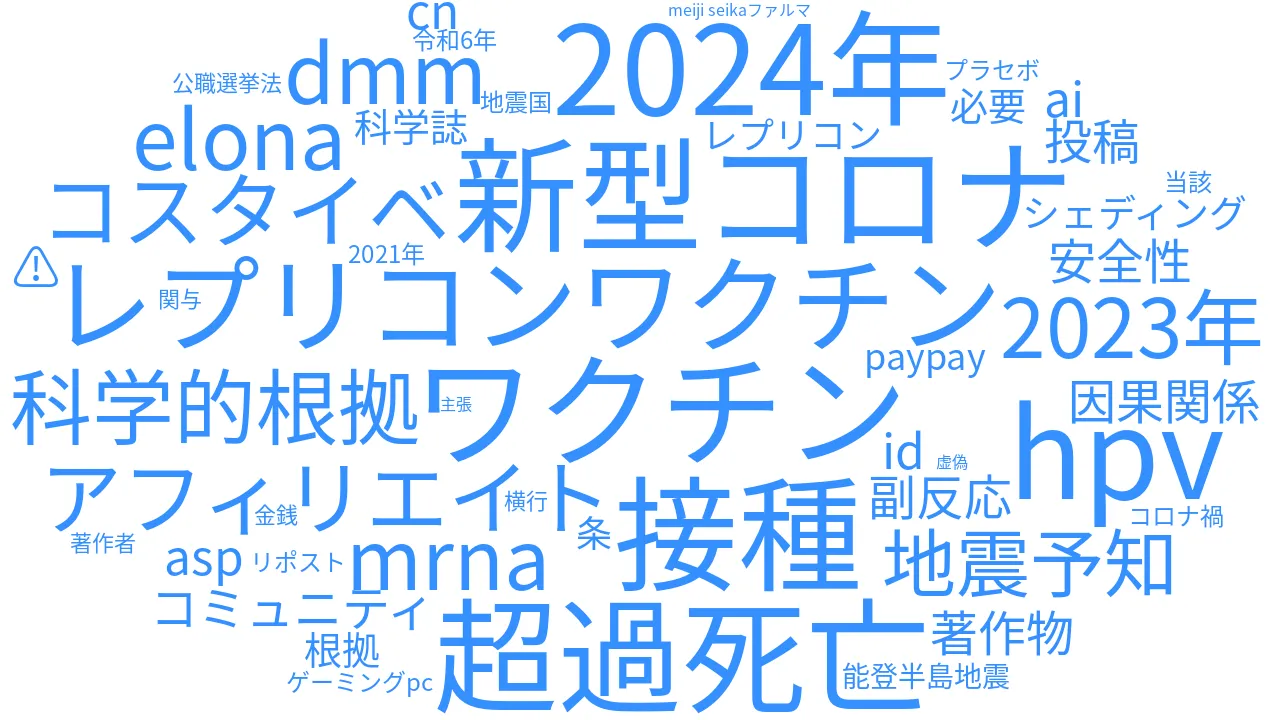 meiji seikaファルマ
cn
令和6年
2024年
dmm
公職選挙法
地震国
プラセボ
必要
ai
elona
科学誌
レプリコン
投稿
新型コロナ
コスタイベ
当該
シェディング
2021年
安全性
⚠
レプリコンワクチン
関与
2023年
paypay
科学的根拠
ワクチン
主張
因果関係
hpv
id
虚偽
アフィリエイト
横行
接種
副反応
金銭
条
コロナ禍
著作者
asp
リポスト
mrna
地震予知
コミュニティ
超過死亡
著作物
根拠
ゲーミングpc
能登半島地震